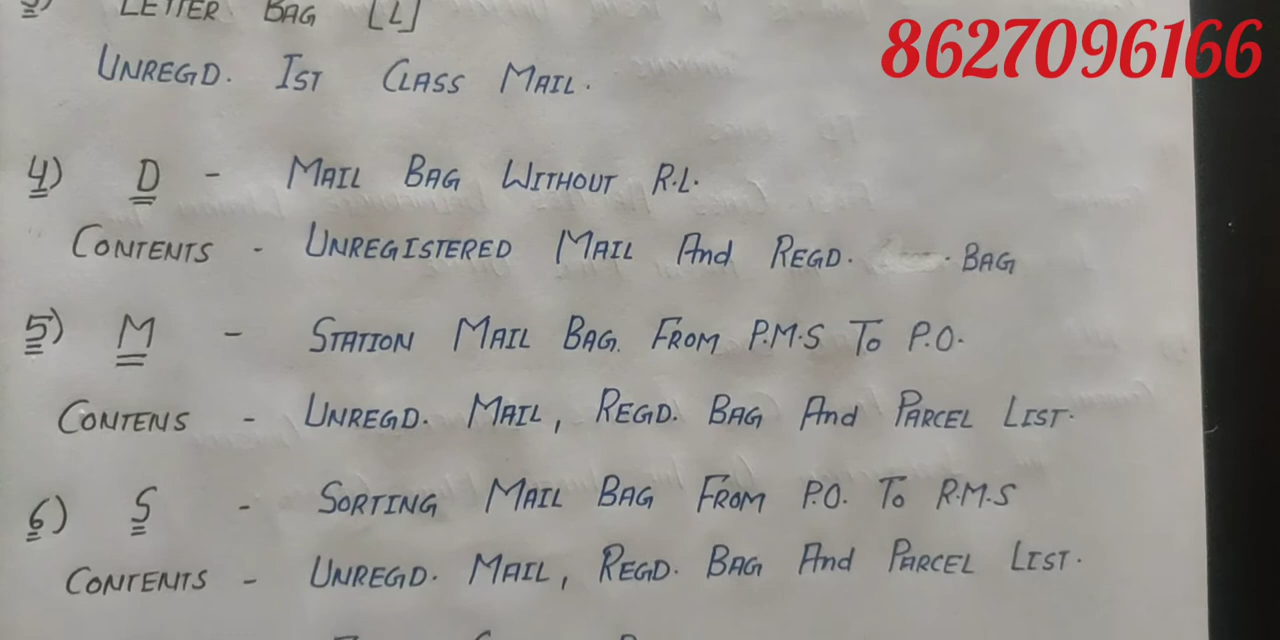 3) LETTER BAG [L]
8627096166
UNREGD. IST CLASS MAIL.
4) D - MAIL BAG WITHOUT R.L.
CONTENTS - UNREGISTERED MAIL And REGD. BAG
5) M - STATION MAIL BAG. FROM P.M.S TO P.O.
CONTENTS - UNREGD. MAIL, REGD. BAG And PARCEL LIST.
6) S - SORTING MAIL BAG FROM P.O. TO R.M.S
CONTENTS - UNREGD. MAIL, REGD. BAG And PARCEL LIST.